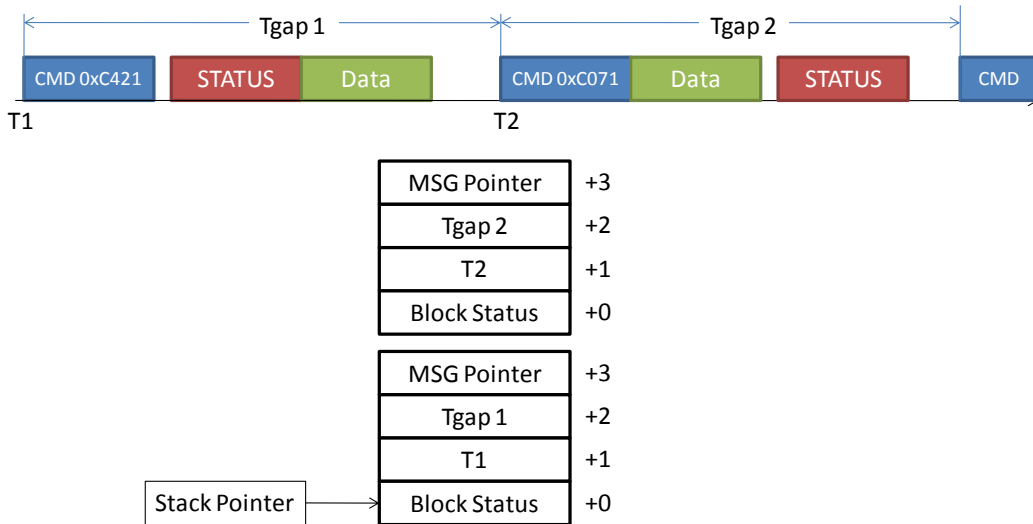 Tgap 1
Tgap 2
CMD 0xC421
STATUS
Data
CMD 0xC071
Data
STATUS
CMD
T1
T2
MSG Pointer
+3
Tgap 2
+2
T2
+1
Block Status
+0
MSG Pointer
+3
Tgap 1
+2
T1
+1
Stack Pointer
Block Status
+0